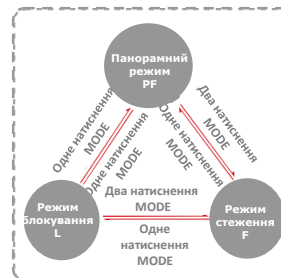 Панорамний
режим
PF
Одне натиснення
MODE
Одне натиснення
MODE
Два натиснення
MODE
Одне натиснення
MODE
Режим
блокування
L
Два натиснення
MODE
Одне
натиснення
MODE
Режим
стеження
F